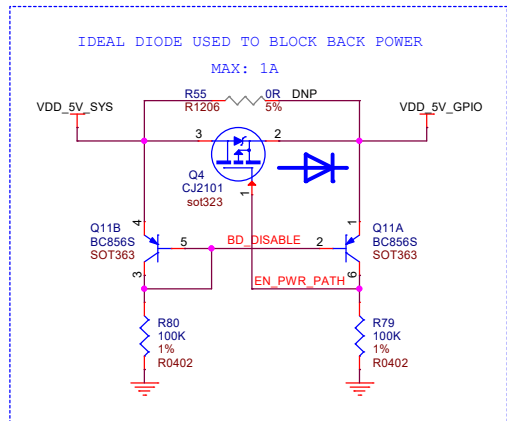 IDEAL DIODE USED TO BLOCK BACK POWER
MAX: 1A
R55 0R DNP
R1206 5%
VDD_5V_SYS VDD_5V_GPIO
3 2
Q4
CJ2101
sot323
1
4 1
Q11B Q11A
BC856S BC856S
SOT363 SOT363
5 BD_DISABLE 2
3 EN_PWR_PATH 6
R80 R79
100K 100K
1% 1%
R0402 R0402